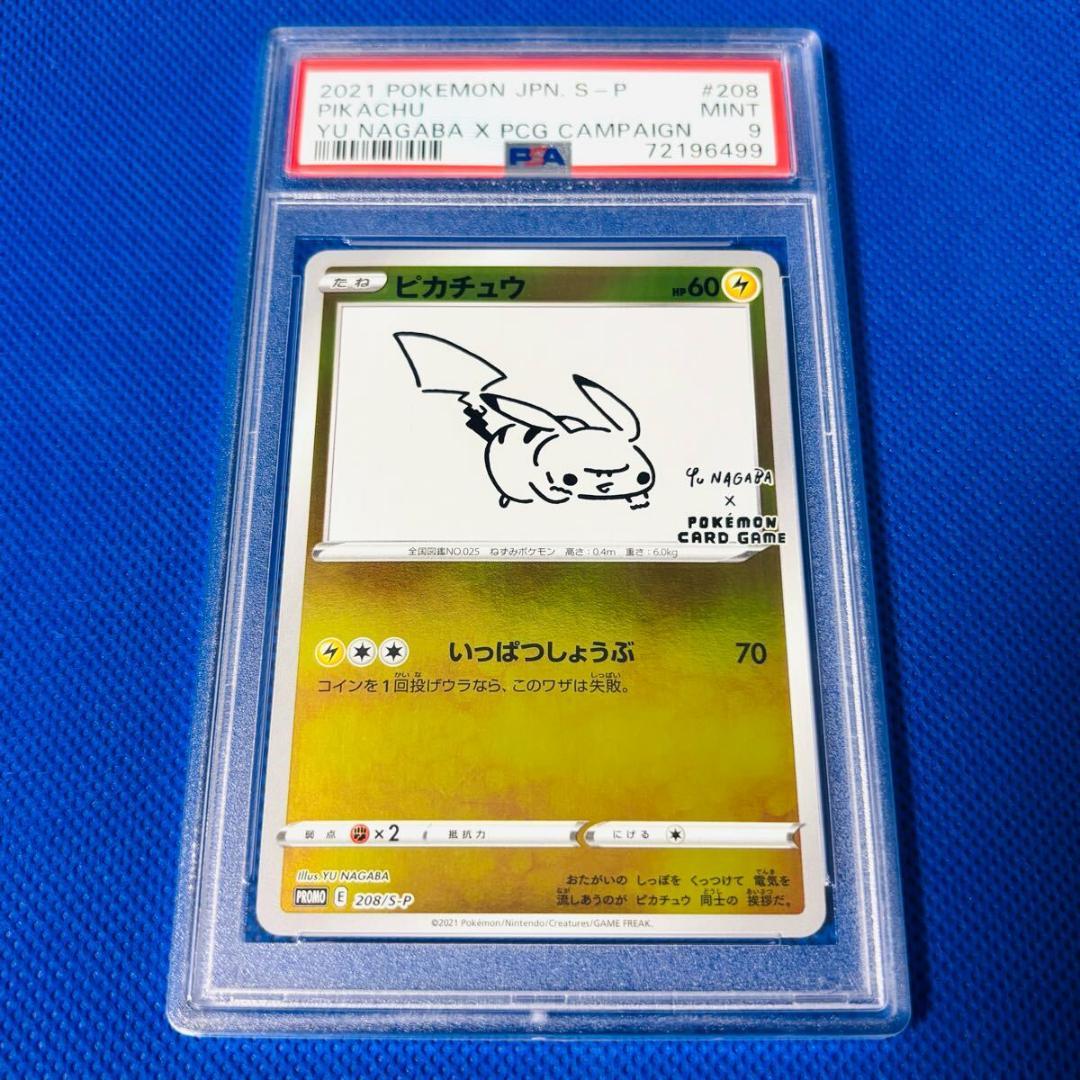 2021 POKEMON JPN. S-P #208
PIKACHU MINT
YU NAGABA X PCG CAMPAIGN 9
PSA 72196499
たね ピカチュウ HP60
Yu NAGABA
×
POKÉMON
CARD GAME
全国図鑑NO.025 ねずみポケモン 高さ:0.4m 重さ:6.0kg
いっぱつしょうぶ 70
コインを1回投げウラなら、このワザは失敗。
弱点 ×2 抵抗力 にげる
Illus. YU NAGABA
PROMO E 208/S-P
おたがいの しっぽを くっつけて 電気を
流しあうのが ピカチュウ 同士の 挨拶だ。
©2021 Pokémon/Nintendo/Creatures/GAME FREAK.